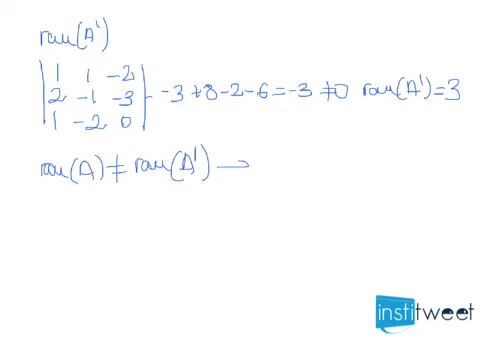 ran(A')
| 1 1 -2 |
| 2 -1 -3 | = -3+8-2-6=-3 ≠0 ran(A')=3
| 1 -2 0 |
ran(A) ≠ ran(A') →
institweet